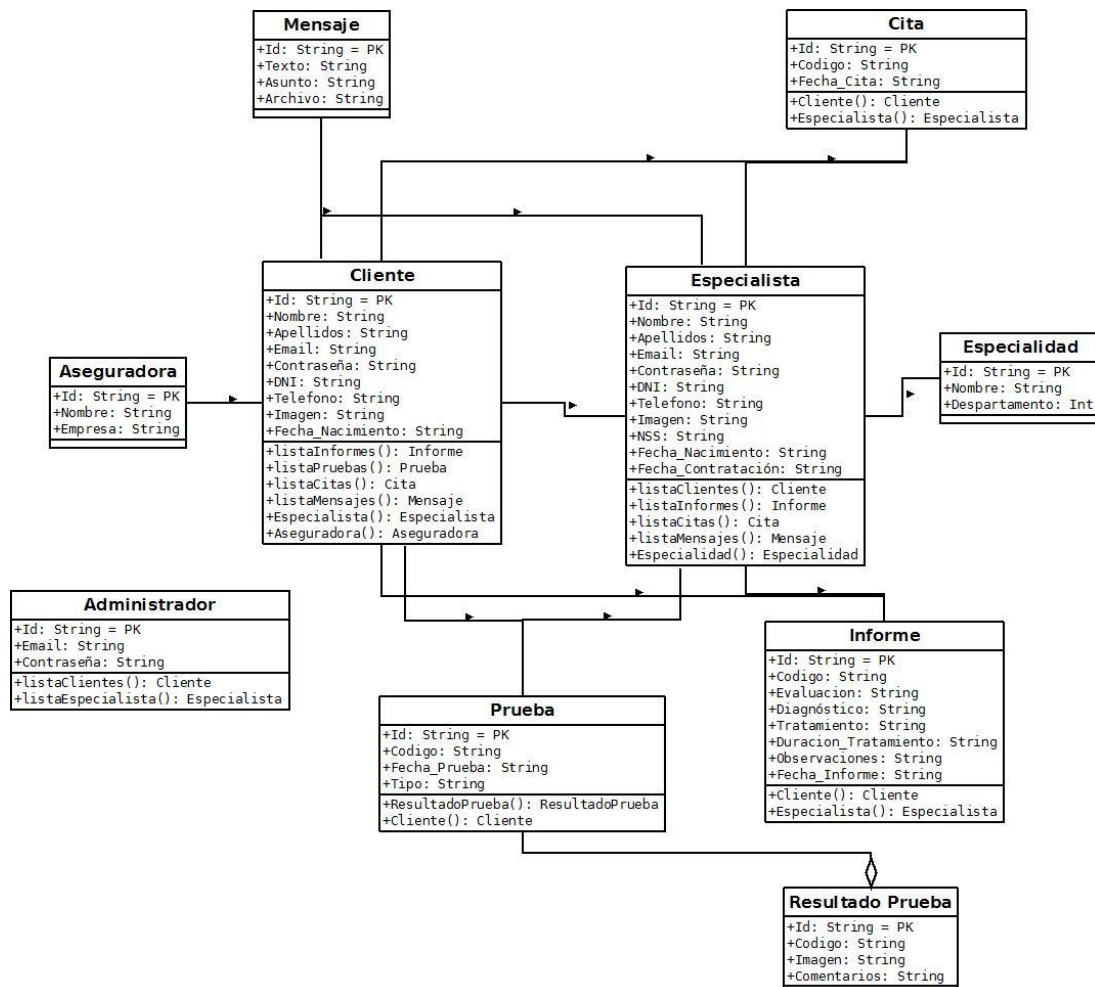 Mensaje
+Id: String = PK
+Texto: String
+Asunto: String
+Archivo: String
Cita
+Id: String = PK
+Codigo: String
+Fecha_Cita: String
+Cliente(): Cliente
+Especialista(): Especialista
Cliente
+Id: String = PK
+Nombre: String
+Apellidos: String
+Email: String
+Contraseña: String
+DNI: String
+Telefono: String
+Imagen: String
+Fecha_Nacimiento: String
+listaInformes(): Informe
+listaPruebas(): Prueba
+listaCitas(): Cita
+listaMensajes(): Mensaje
+Especialista(): Especialista
+Aseguradora(): Aseguradora
Especialista
+Id: String = PK
+Nombre: String
+Apellidos: String
+Email: String
+Contraseña: String
+DNI: String
+Telefono: String
+Imagen: String
+NSS: String
+Fecha_Nacimiento: String
+Fecha_Contratación: String
+listaClientes(): Cliente
+listaInformes(): Informe
+listaCitas(): Cita
+listaMensajes(): Mensaje
+Especialidad(): Especialidad
Especialidad
+Id: String = PK
+Nombre: String
+Despartamento: Int
Aseguradora
+Id: String = PK
+Nombre: String
+Empresa: String
Administrador
+Id: String = PK
+Email: String
+Contraseña: String
+listaClientes(): Cliente
+listaEspecialista(): Especialista
Prueba
+Id: String = PK
+Codigo: String
+Fecha_Prueba: String
+Tipo: String
+ResultadoPrueba(): ResultadoPrueba
+Cliente(): Cliente
Informe
+Id: String = PK
+Codigo: String
+Evaluacion: String
+Diagnóstico: String
+Tratamiento: String
+Duracion_Tratamiento: String
+Observaciones: String
+Fecha_Informe: String
+Cliente(): Cliente
+Especialista(): Especialista
Resultado Prueba
+Id: String = PK
+Codigo: String
+Imagen: String
+Comentarios: String